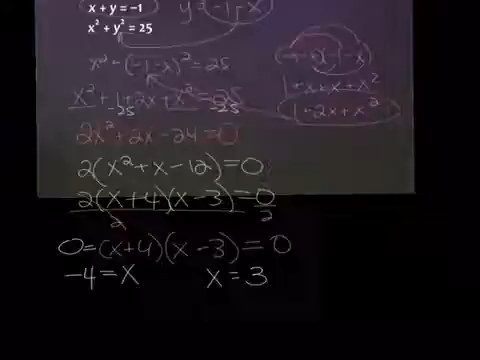 x + y = -1
y = -1 - x
x² + y² = 25
x² + (-1-x)² = 25
(-1-x)(-1-x)
1 + x + x + x²
x² + 1 + 2x + x² = 25
-25 -25
1 + 2x + x²
2x² + 2x - 24 = 0
2(x² + x - 12) = 0
2(x+4)(x-3) = 0
2 2
0 = (x+4)(x-3) = 0
-4 = x x = 3